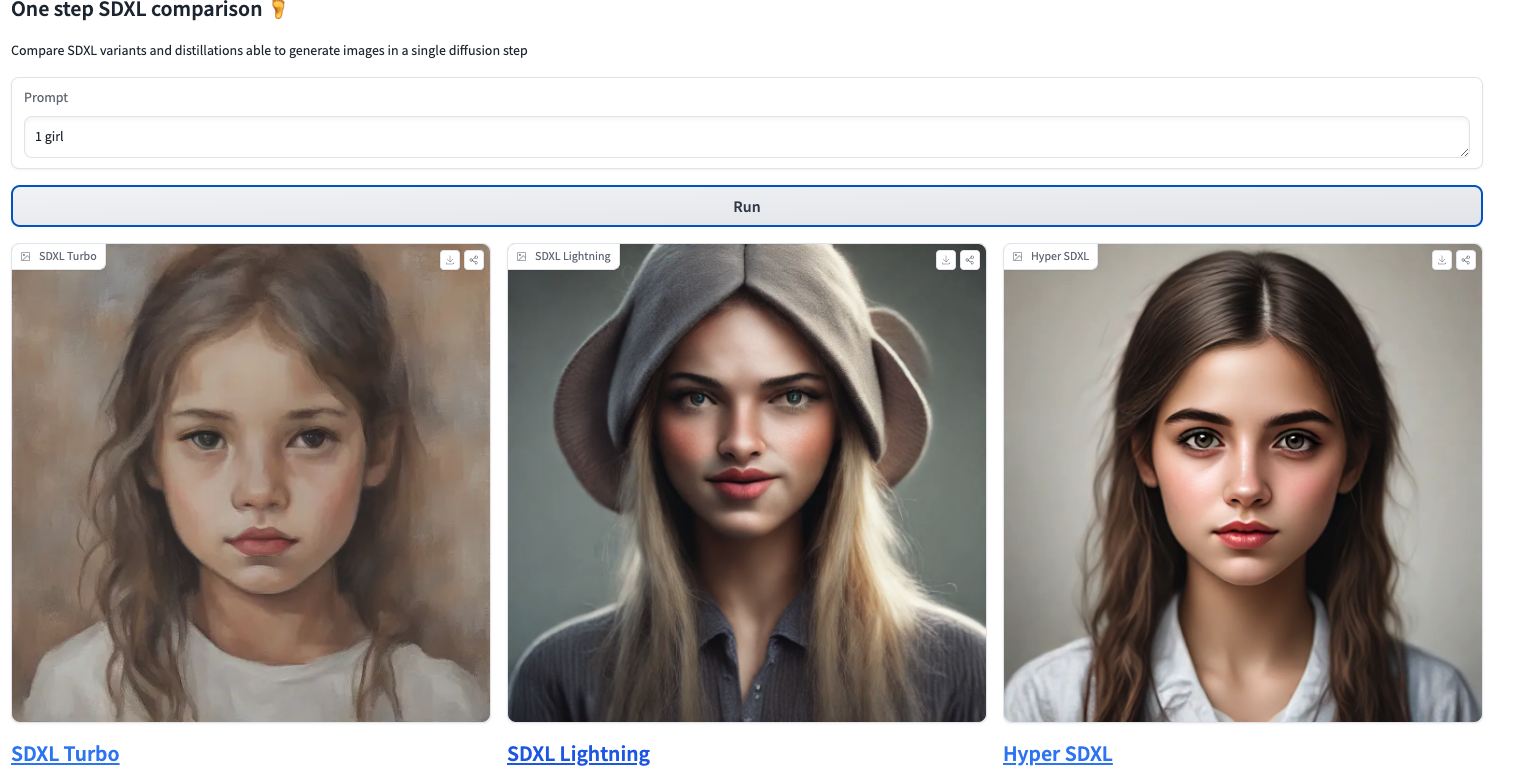 One step SDXL comparison 🦶
Compare SDXL variants and distillations able to generate images in a single diffusion step
Prompt
1 girl
Run
SDXL Turbo
SDXL Lightning
Hyper SDXL
SDXL Turbo
SDXL Lightning
Hyper SDXL